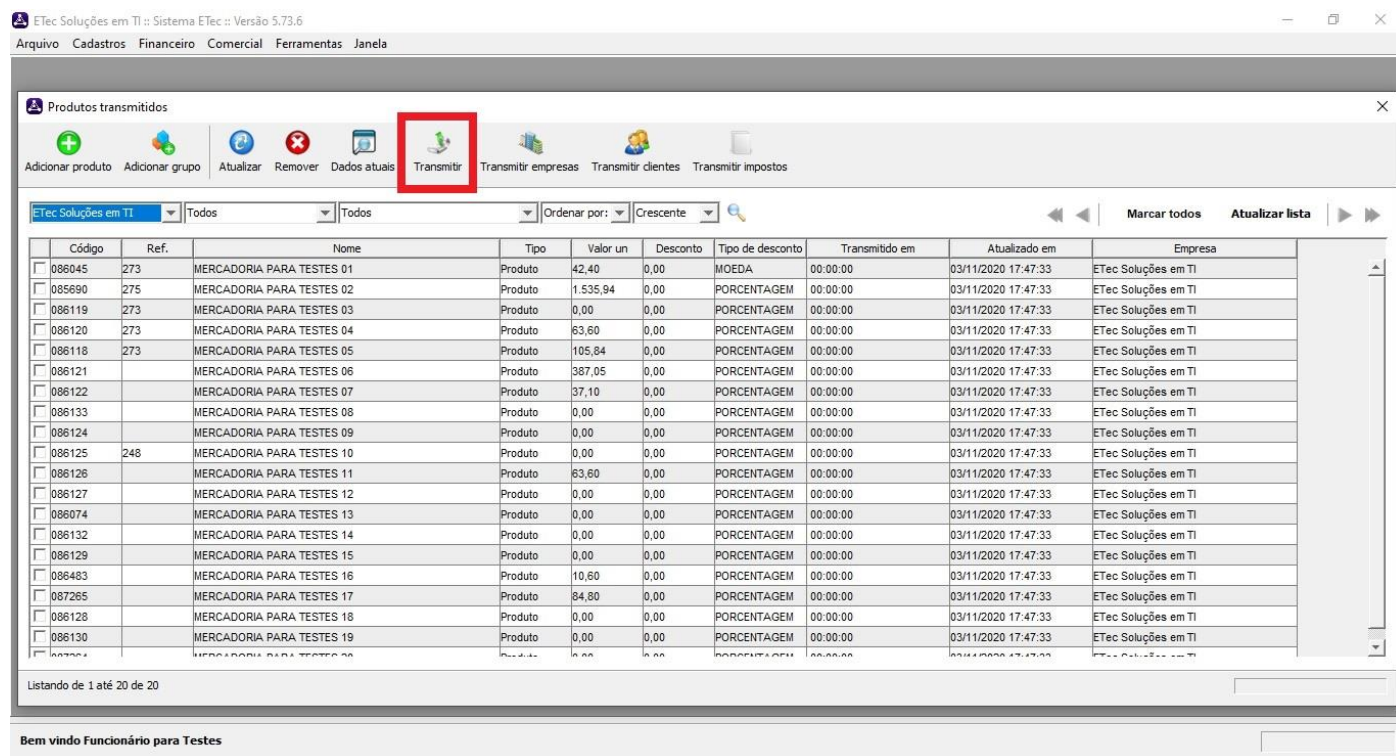 ETec Soluções em TI :: Sistema ETec :: Versão 5.73.6
Arquivo Cadastros Financeiro Comercial Ferramentas Janela
Produtos transmitidos
Adicionar produto Adicionar grupo Atualizar Remover Dados atuais Transmitir Transmitir empresas Transmitir clientes Transmitir impostos
ETec Soluções em TI Todos Todos Ordenar por: Crescente Marcar todos Atualizar lista
Código Ref. Nome Tipo Valor un Desconto Tipo de desconto Transmitido em Atualizado em Empresa
086045 273 MERCADORIA PARA TESTES 01 Produto 42,40 0,00 MOEDA 00:00:00 03/11/2020 17:47:33 ETec Soluções em TI
085690 275 MERCADORIA PARA TESTES 02 Produto 1.535,94 0,00 PORCENTAGEM 00:00:00 03/11/2020 17:47:33 ETec Soluções em TI
086119 273 MERCADORIA PARA TESTES 03 Produto 0,00 0,00 PORCENTAGEM 00:00:00 03/11/2020 17:47:33 ETec Soluções em TI
086120 273 MERCADORIA PARA TESTES 04 Produto 63,60 0,00 PORCENTAGEM 00:00:00 03/11/2020 17:47:33 ETec Soluções em TI
086118 273 MERCADORIA PARA TESTES 05 Produto 105,84 0,00 PORCENTAGEM 00:00:00 03/11/2020 17:47:33 ETec Soluções em TI
086121 MERCADORIA PARA TESTES 06 Produto 387,05 0,00 PORCENTAGEM 00:00:00 03/11/2020 17:47:33 ETec Soluções em TI
086122 MERCADORIA PARA TESTES 07 Produto 37,10 0,00 PORCENTAGEM 00:00:00 03/11/2020 17:47:33 ETec Soluções em TI
086133 MERCADORIA PARA TESTES 08 Produto 0,00 0,00 PORCENTAGEM 00:00:00 03/11/2020 17:47:33 ETec Soluções em TI
086124 MERCADORIA PARA TESTES 09 Produto 0,00 0,00 PORCENTAGEM 00:00:00 03/11/2020 17:47:33 ETec Soluções em TI
086125 248 MERCADORIA PARA TESTES 10 Produto 0,00 0,00 PORCENTAGEM 00:00:00 03/11/2020 17:47:33 ETec Soluções em TI
086126 MERCADORIA PARA TESTES 11 Produto 63,60 0,00 PORCENTAGEM 00:00:00 03/11/2020 17:47:33 ETec Soluções em TI
086127 MERCADORIA PARA TESTES 12 Produto 0,00 0,00 PORCENTAGEM 00:00:00 03/11/2020 17:47:33 ETec Soluções em TI
086074 MERCADORIA PARA TESTES 13 Produto 0,00 0,00 PORCENTAGEM 00:00:00 03/11/2020 17:47:33 ETec Soluções em TI
086132 MERCADORIA PARA TESTES 14 Produto 0,00 0,00 PORCENTAGEM 00:00:00 03/11/2020 17:47:33 ETec Soluções em TI
086129 MERCADORIA PARA TESTES 15 Produto 0,00 0,00 PORCENTAGEM 00:00:00 03/11/2020 17:47:33 ETec Soluções em TI
086483 MERCADORIA PARA TESTES 16 Produto 10,60 0,00 PORCENTAGEM 00:00:00 03/11/2020 17:47:33 ETec Soluções em TI
087265 MERCADORIA PARA TESTES 17 Produto 84,80 0,00 PORCENTAGEM 00:00:00 03/11/2020 17:47:33 ETec Soluções em TI
086128 MERCADORIA PARA TESTES 18 Produto 0,00 0,00 PORCENTAGEM 00:00:00 03/11/2020 17:47:33 ETec Soluções em TI
086130 MERCADORIA PARA TESTES 19 Produto 0,00 0,00 PORCENTAGEM 00:00:00 03/11/2020 17:47:33 ETec Soluções em TI
Listando de 1 até 20 de 20
Bem vindo Funcionário para Testes